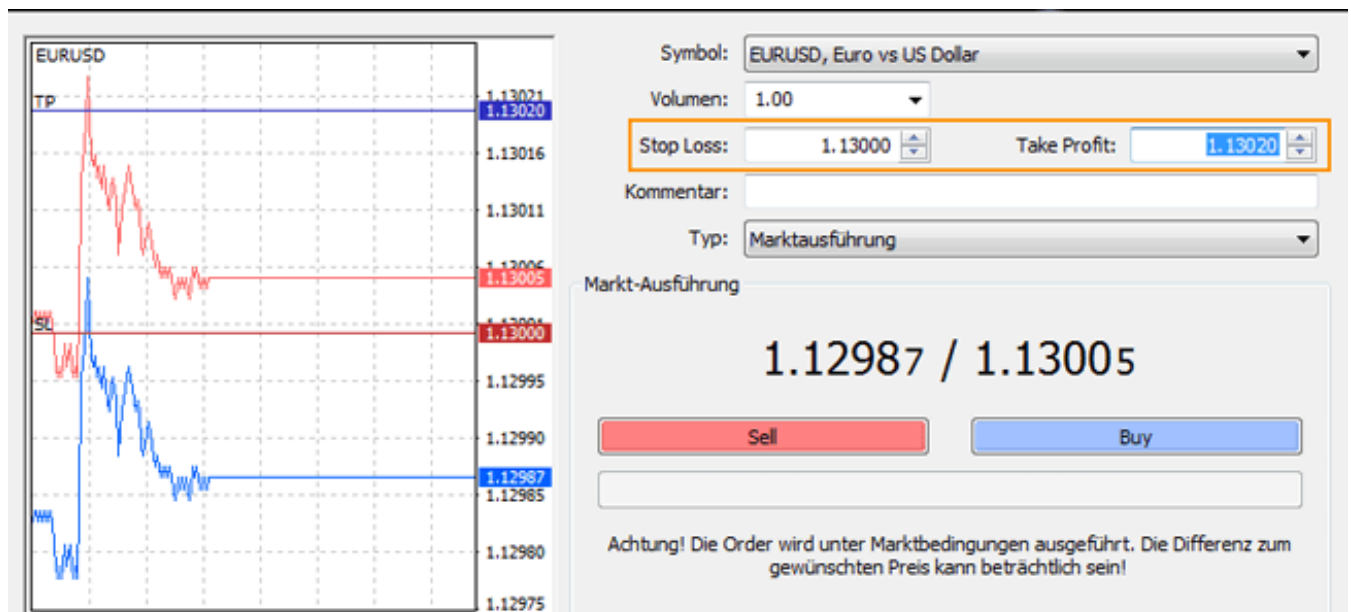 EURUSD
TP
SL
1.13021
1.13020
1.13016
1.13011
1.13006
1.13005
1.13001
1.13000
1.12995
1.12990
1.12987
1.12985
1.12980
1.12975
Symbol: EURUSD, Euro vs US Dollar
Volumen: 1.00
Stop Loss: 1.13000 Take Profit: 1.13020
Kommentar:
Typ: Marktausführung
Markt-Ausführung
1.12987 / 1.13005
Sell Buy
Achtung! Die Order wird unter Marktbedingungen ausgeführt. Die Differenz zum
gewünschten Preis kann beträchtlich sein!